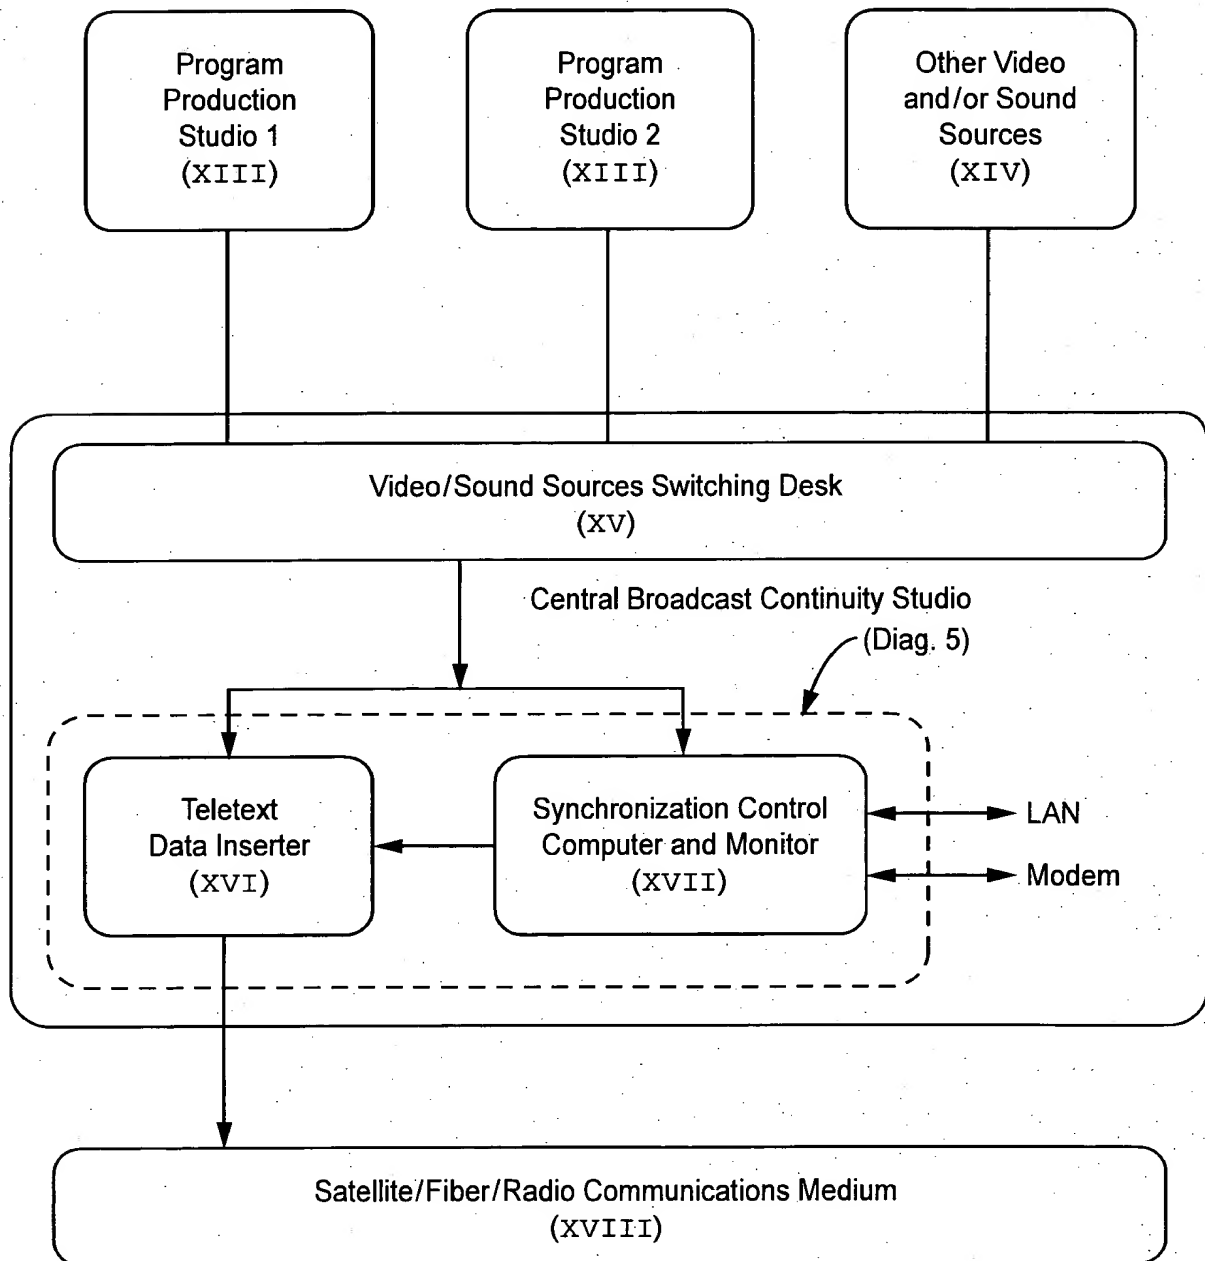 Program
Production
Studio 1
(XIII)
Program
Production
Studio 2
(XIII)
Other Video
and/or Sound
Sources
(XIV)
Video/Sound Sources Switching Desk
(XV)
Central Broadcast Continuity Studio
(Diag. 5)
Teletext
Data Inserter
(XVI)
Synchronization Control
Computer and Monitor
(XVII)
LAN
Modem
Satellite/Fiber/Radio Communications Medium
(XVIII)